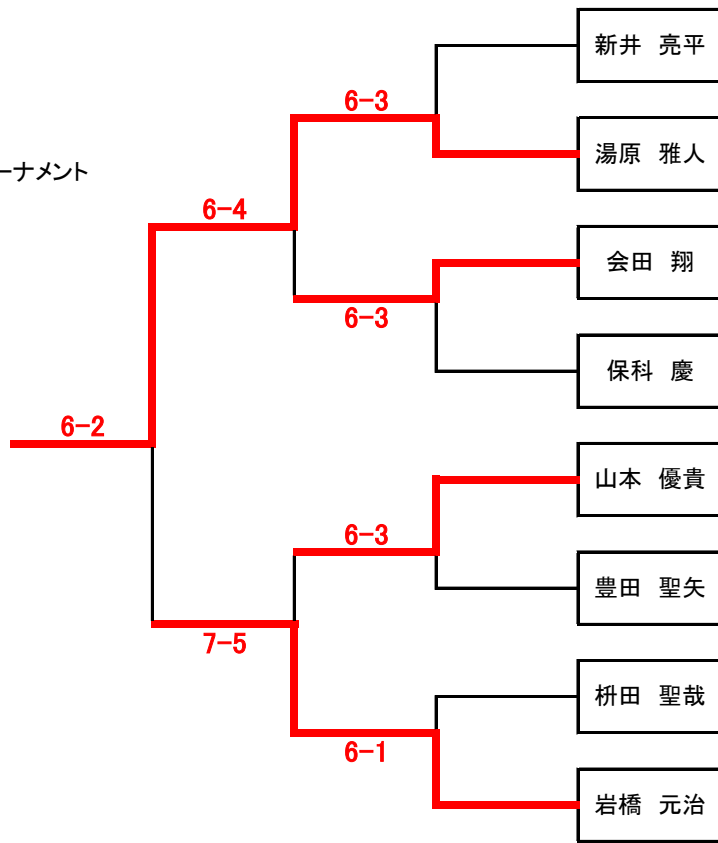 新井 亮平
6-3
湯原 雅人
ーナメント
6-4
会田 翔
6-3
保科 慶
6-2
山本 優貴
6-3
豊田 聖矢
7-5
枡田 聖哉
6-1
岩橋 元治